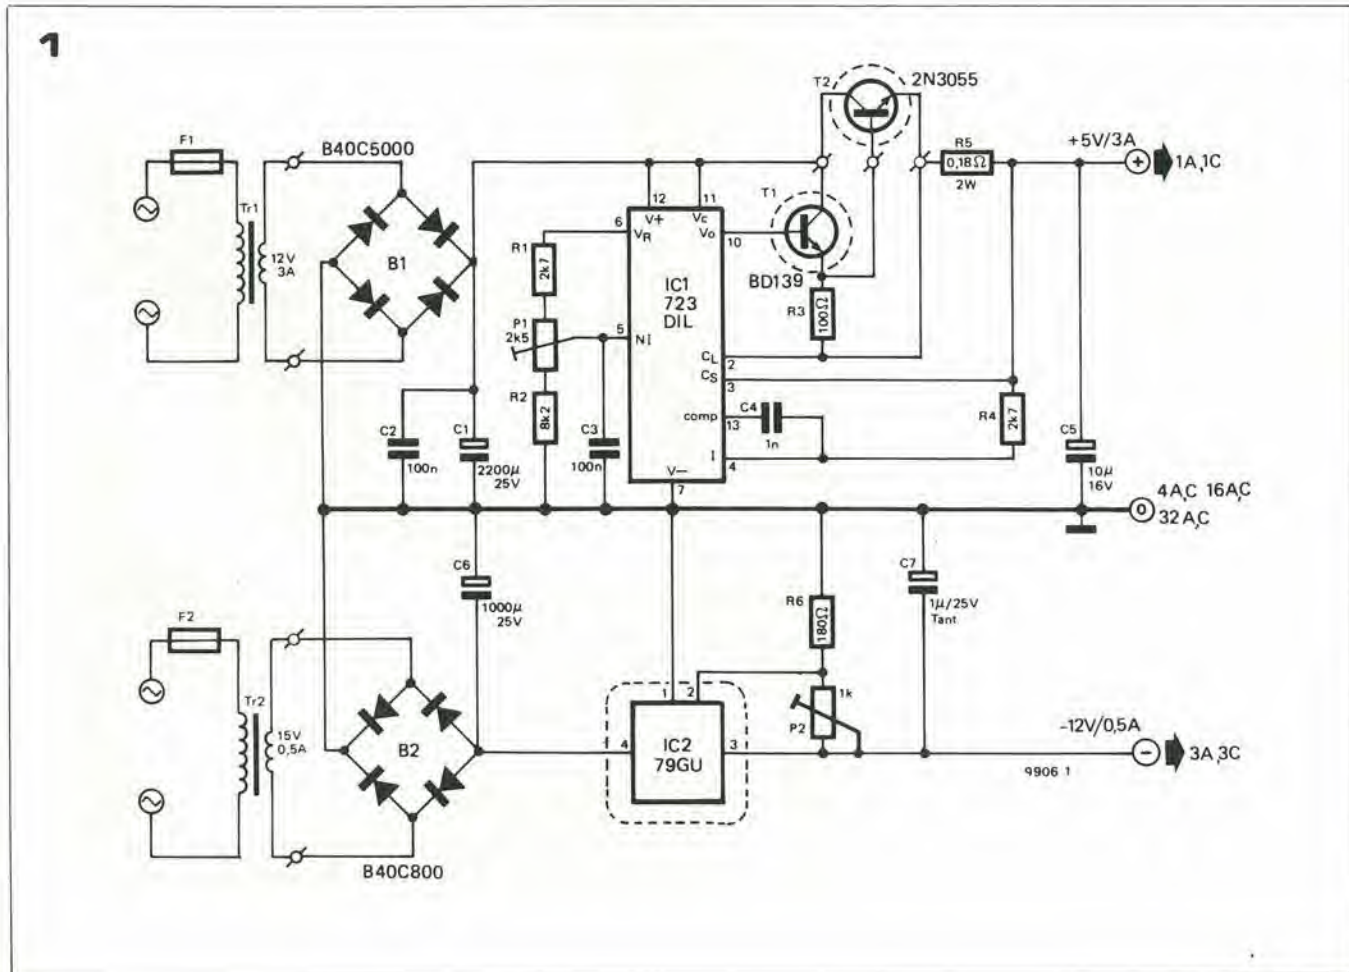 1
T2
2N3055
F1
B40C5000
R5
0,18Ω
2W
+5V/3A
+
1A,1C
Tr1
12V
3A
B1
12
V+
11
Vc
6
VR
Vo
10
T1
BD139
R1
2k7
IC1
723
DIL
R3
100Ω
P1
2k5
5
NI
CL
2
CS
3
R2
8k2
comp
13
C4
1n
R4
2k7
C2
100n
C1
2200µ
25V
C3
100n
I
4
C5
10µ
16V
V−
7
4A,C 16A,C
0
32A,C
C6
1000µ
25V
C7
1µ/25V
Tant
R6
180Ω
F2
Tr2
15V
0,5A
B2
1
2
4
IC2
79GU
3
1k
P2
-12V/0,5A
−
3A,3C
9906 1
B40C800